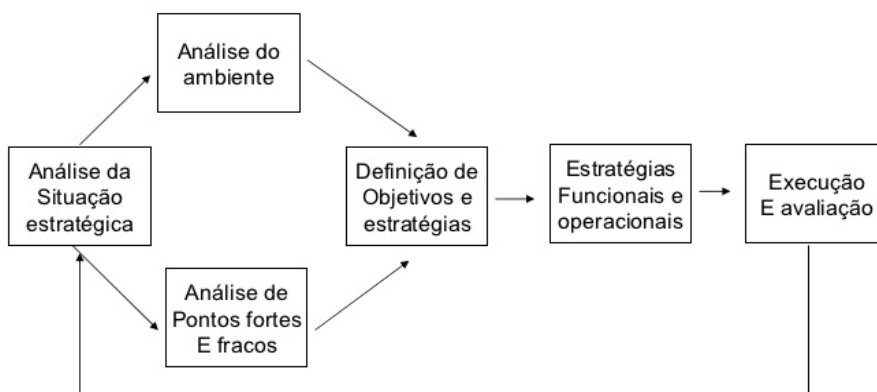 Análise do
ambiente
Análise da
Situação
estratégica
Análise de
Pontos fortes
E fracos
Definição de
Objetivos e
estratégias
Estratégias
Funcionais e
operacionais
Execução
E avaliação